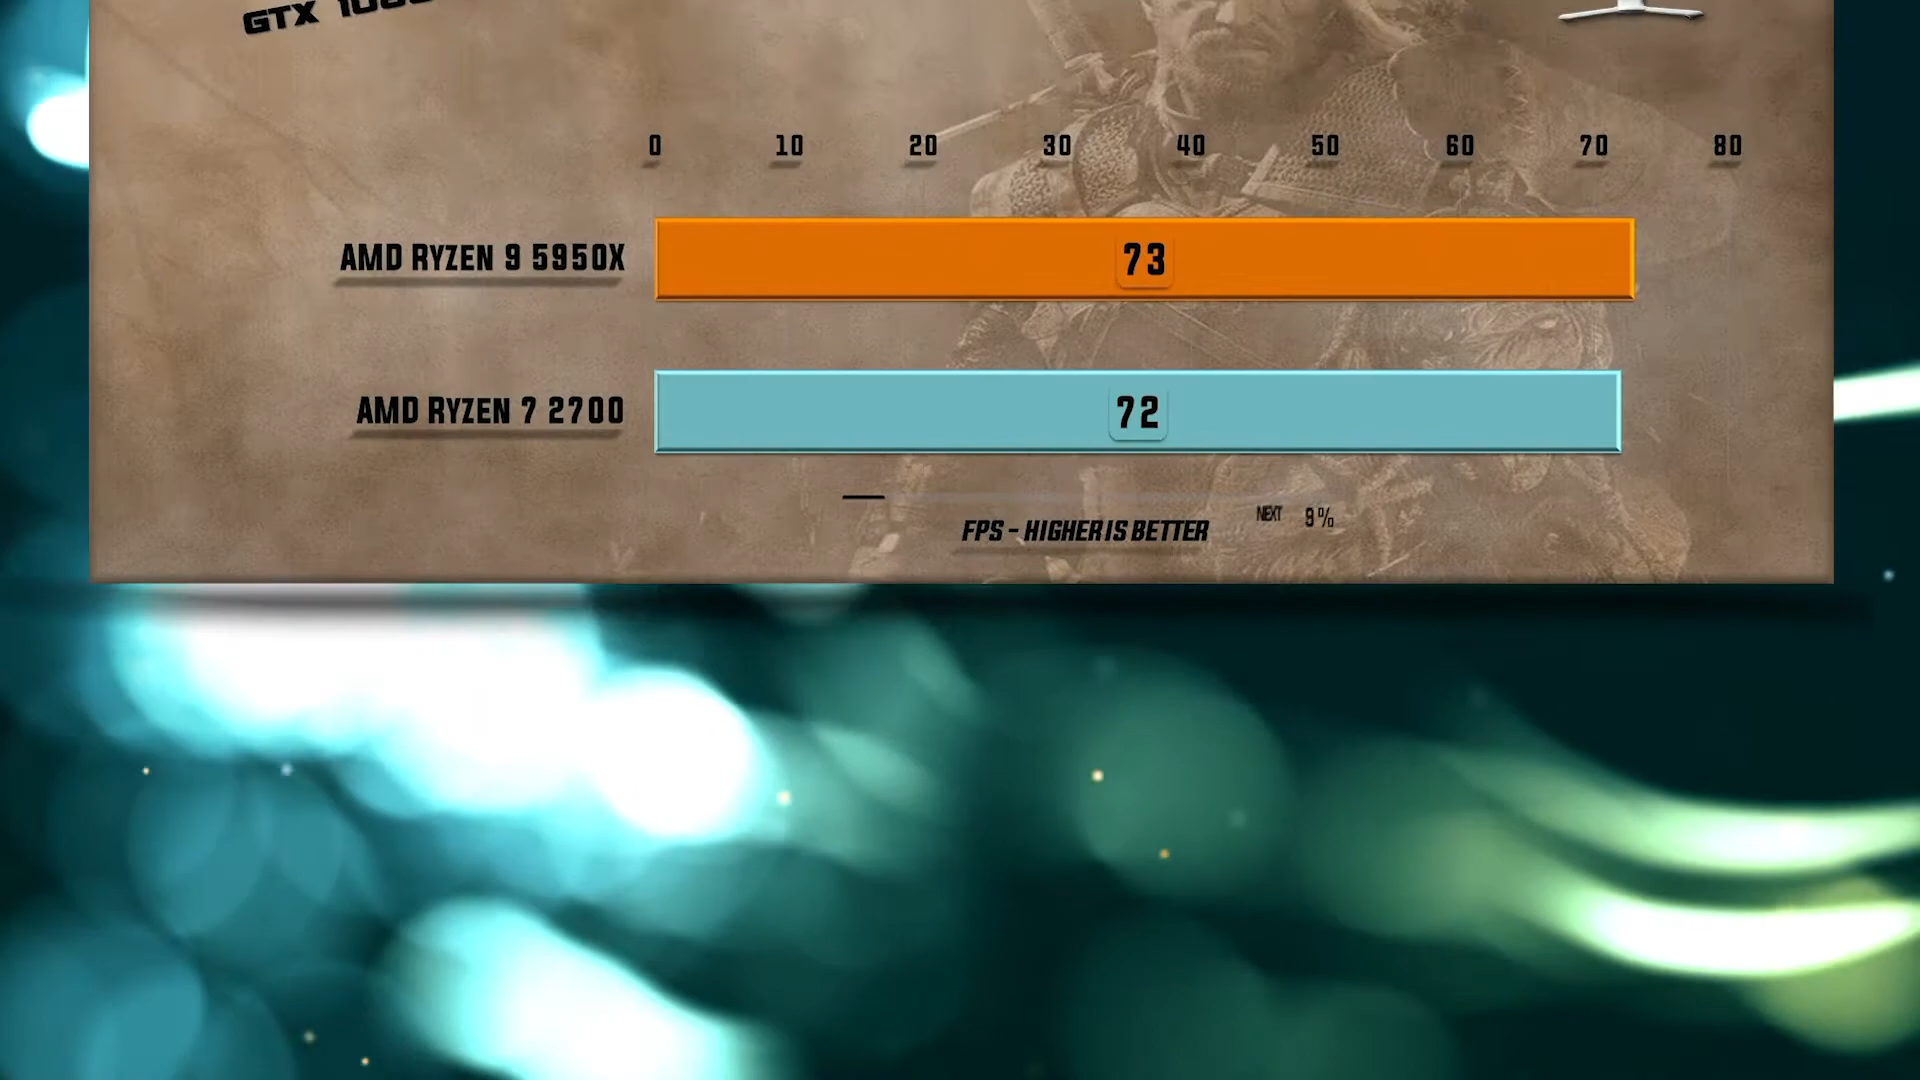 GTX
0 10 20 30 40 50 60 70 80
AMD RYZEN 9 5950X 73
AMD RYZEN 7 2700 72
NEXT 9%
FPS - HIGHER IS BETTER